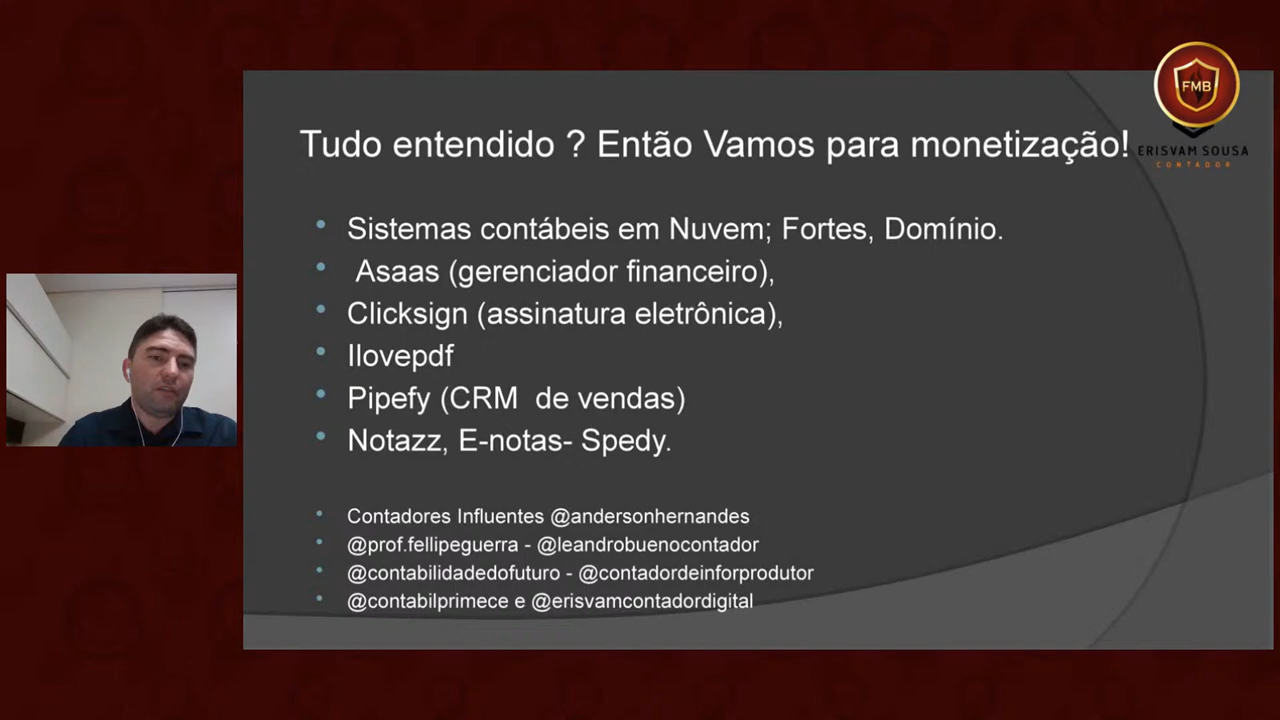 FMB
ERISVAM SOUSA
CONTADOR
Tudo entendido ? Então Vamos para monetização!
Sistemas contábeis em Nuvem; Fortes, Domínio.
Asaas (gerenciador financeiro),
Clicksign (assinatura eletrônica),
Ilovepdf
Pipefy (CRM de vendas)
Notazz, E-notas- Spedy.
Contadores Influentes @andersonhernandes
@prof.fellipeguerra - @leandrobuenocontador
@contabilidadedofuturo - @contadordeinforprodutor
@contabilprimece e @erisvamcontadordigital